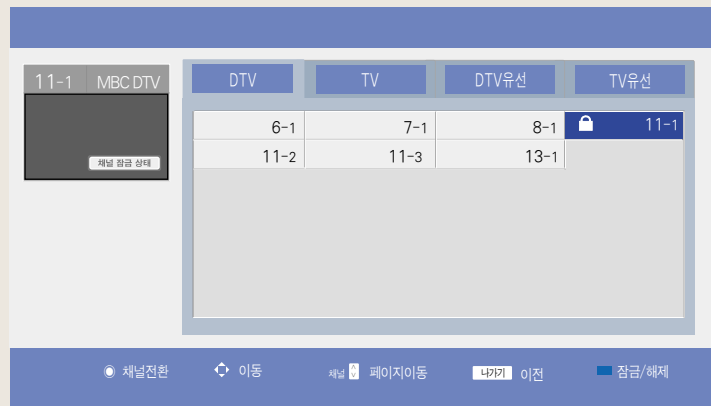 11-1 MBC DTV
DTV TV DTV유선 TV유선
6-1 7-1 8-1 11-1
11-2 11-3 13-1
채널 잠금 상태
채널전환 이동 채널 페이지이동 나가기 이전 잠금/해제